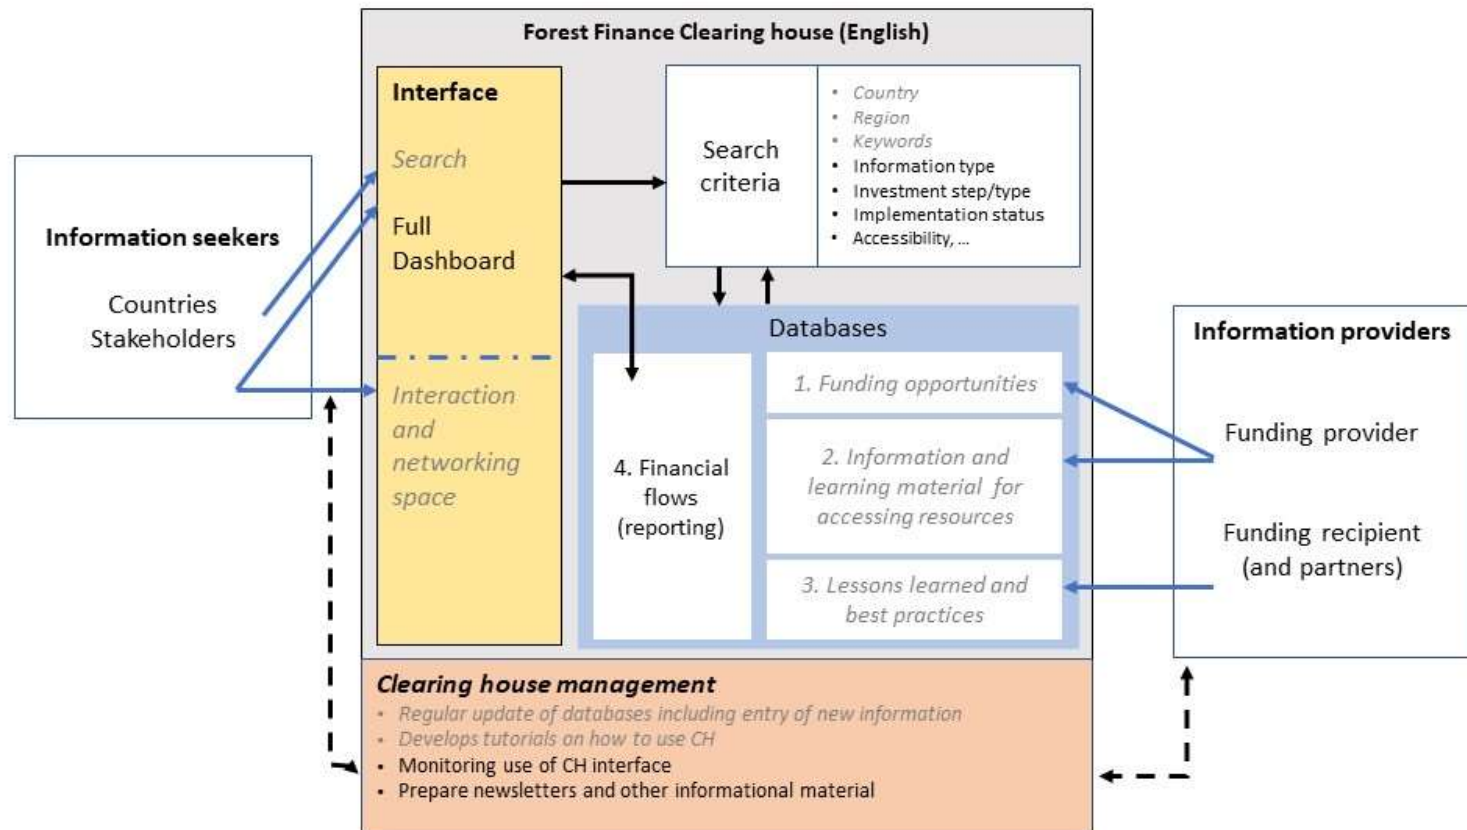 Forest Finance Clearing house (English)
Information seekers
Countries
Stakeholders
Interface
Search
Full
Dashboard
Interaction
and
networking
space
Search
criteria
• Country
• Region
• Keywords
• Information type
• Investment step/type
• Implementation status
• Accessibility, ...
Databases
4. Financial
flows
(reporting)
1. Funding opportunities
2. Information and
learning material for
accessing resources
3. Lessons learned and
best practices
Information providers
Funding provider
Funding recipient
(and partners)
Clearing house management
• Regular update of databases including entry of new information
• Develops tutorials on how to use CH
• Monitoring use of CH interface
• Prepare newsletters and other informational material